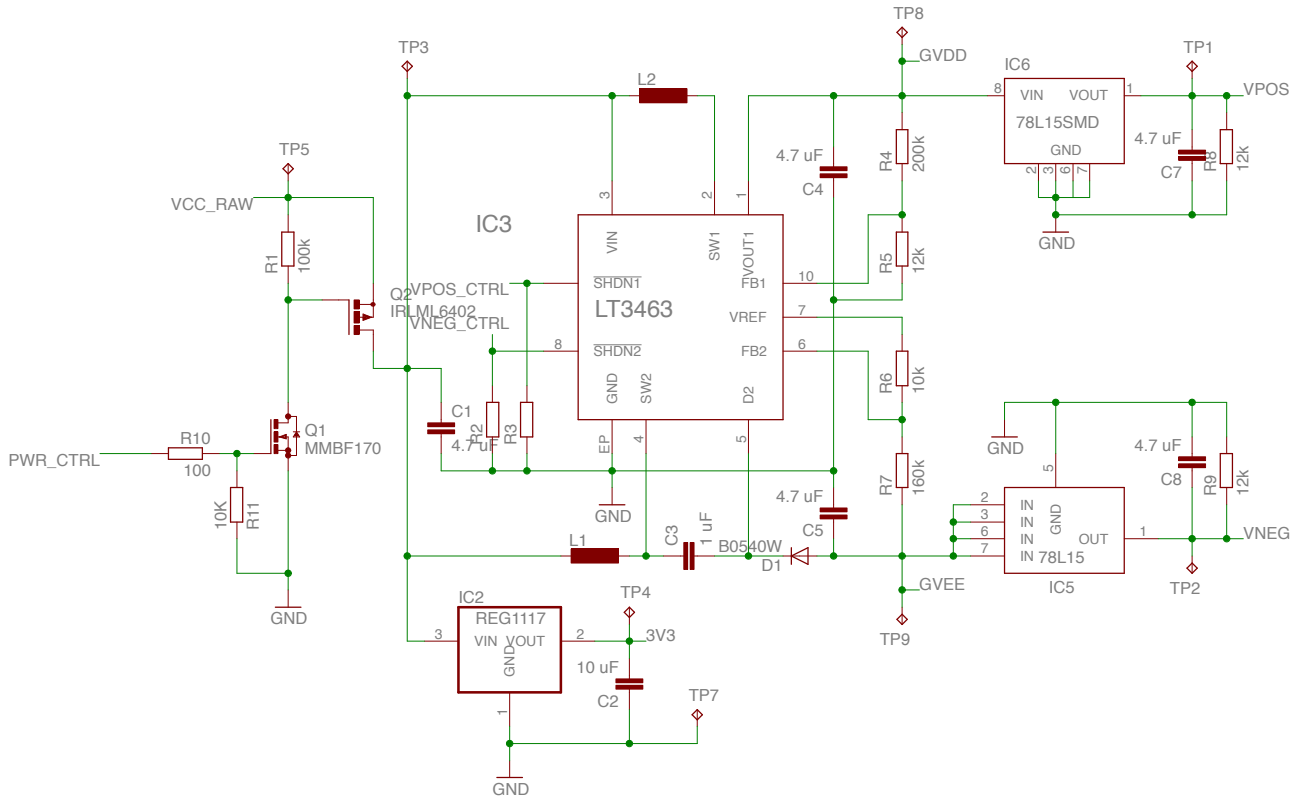 TP8
GVDD
TP3
L2
IC6
TP1
8
VIN
VOUT
1
VPOS
78L15SMD
GND
2
3
6
7
4.7 uF
C7
R8
12k
GND
TP5
VCC_RAW
R1
100k
4.7 uF
C4
R4
200k
3
2
1
IC3
VIN
SW1
VOUT1
R5
12k
Q2
IRLML6402
VPOS_CTRL
SHDN1
FB1
10
LT3463
VREF
7
VNEG_CTRL
8
SHDN2
FB2
6
GND
SW2
D2
R6
10k
C1
4.7 uF
R2
R3
EP
4
5
GND
R10
PWR_CTRL
100
Q1
MMBF170
10K
R11
GND
4.7 uF
C5
R7
160k
GND
4.7 uF
C8
R9
12k
5
2
IN
3
IN
6
IN
7
IN
GND
OUT
1
VNEG
78L15
IC5
TP2
L1
C3
1 uF
B0540W
D1
GVEE
TP9
IC2
REG1117
3
VIN
VOUT
2
GND
1
TP4
3V3
10 uF
C2
TP7
GND